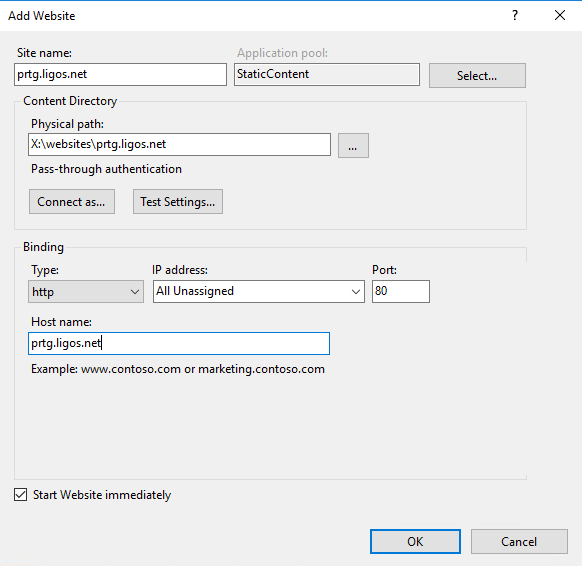 Add Website
?
Site name:
Application pool:
prtg.ligos.net
StaticContent
Select...
Content Directory
Physical path:
X:\websites\prtg.ligos.net
...
Pass-through authentication
Connect as...
Test Settings...
Binding
Type:
IP address:
Port:
http
All Unassigned
80
Host name:
prtg.ligos.net
Example: www.contoso.com or marketing.contoso.com
Start Website immediately
OK
Cancel